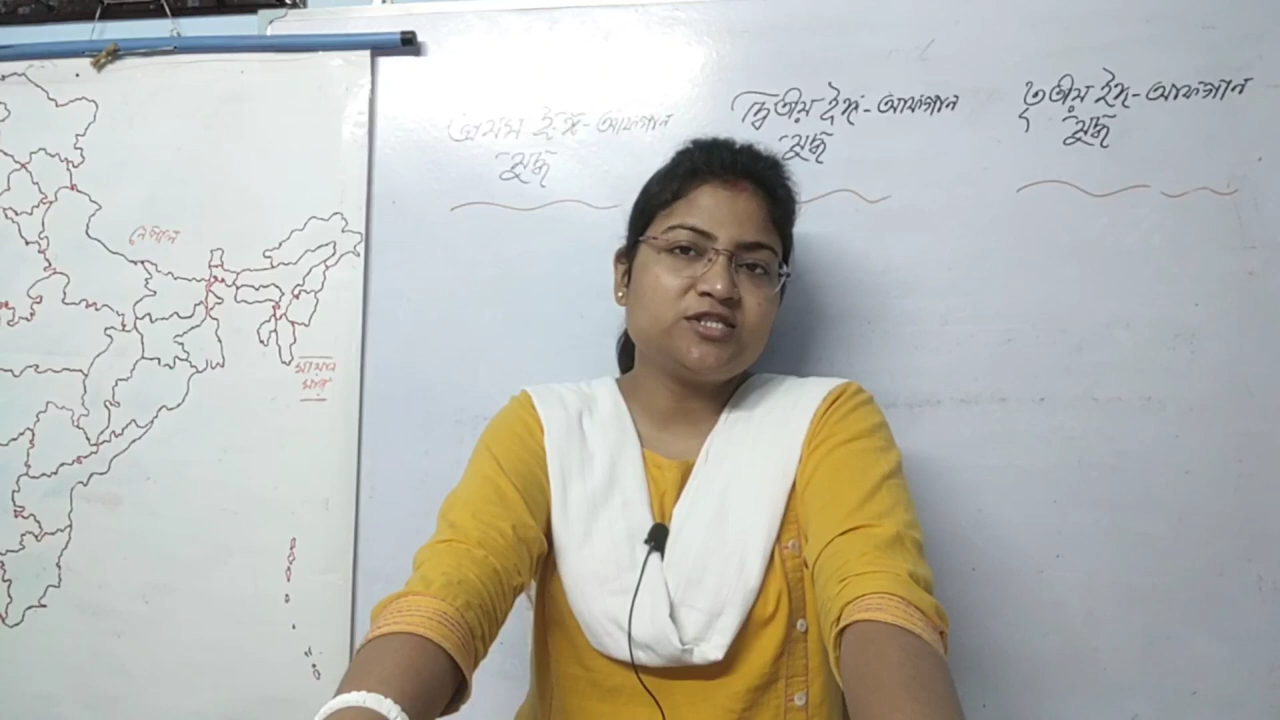 প্রথম ইঙ্গ-আফগান
যুদ্ধ
দ্বিতীয় ইঙ্গ-আফগান
যুদ্ধ
তৃতীয় ইঙ্গ-আফগান
যুদ্ধ
নেপাল
মায়ান
মার